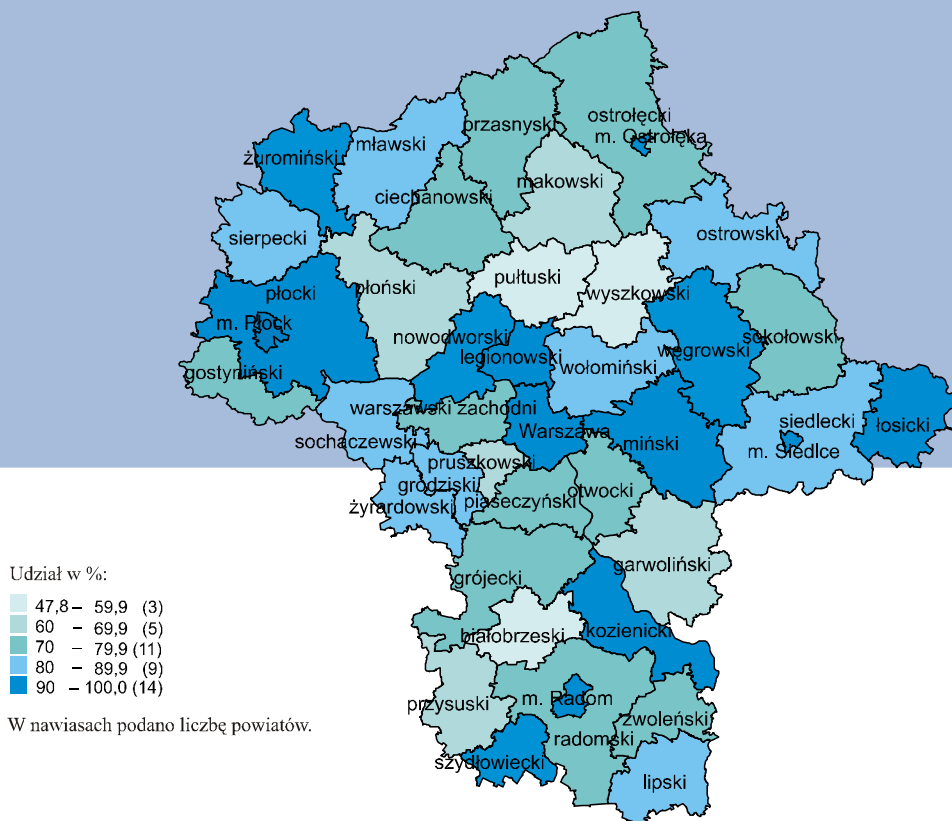 ostrołęcki
m. Ostrołęka
przasnyski
mławski
żuromiński
makowski
ciechanowski
sierpecki
ostrowski
pułtuski
płoński
płocki
wyszkowski
m. Płock
nowodworski
sokołowski
legionowski
węgrowski
wołomiński
gostyniński
warszawski zachodni
siedlecki
łosicki
Warszawa
miński
sochaczewski
m. Siedlce
pruszkowski
grodziski
otwocki
piaseczyński
żyrardowski
garwoliński
grójecki
białobrzeski
kozienicki
m. Radom
przysuski
zwoleński
radomski
szydłowiecki
lipski
Udział w %:
47,8 – 59,9 (3)
60 – 69,9 (5)
70 – 79,9 (11)
80 – 89,9 (9)
90 – 100,0 (14)
W nawiasach podano liczbę powiatów.